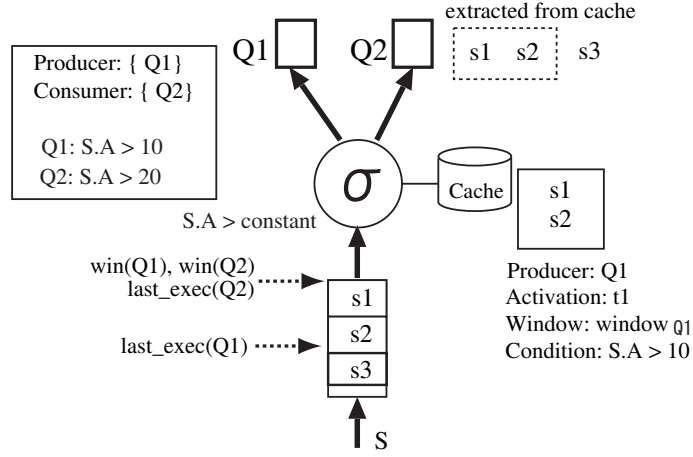 extracted from cache
Q1
Q2
s1 s2 s3
Producer: { Q1}
Consumer: { Q2}
Q1: S.A > 10
Q2: S.A > 20
σ
Cache
s1
s2
S.A > constant
win(Q1), win(Q2)
last_exec(Q2)
last_exec(Q1)
s1
s2
s3
S
Producer: Q1
Activation: t1
Window: window Q1
Condition: S.A > 10